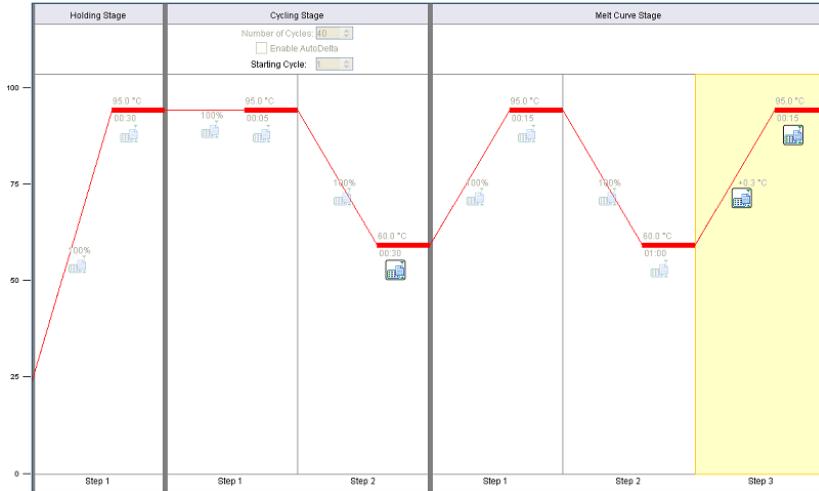 Holding Stage
Cycling Stage
Melt Curve Stage
Number of Cycles: 40
Enable AutoDelta
Starting Cycle: 1
100
75
50
25
0
95.0 °C
00:30
100%
95.0 °C
00:05
100%
100%
60.0 °C
00:30
95.0 °C
00:15
100%
100%
60.0 °C
01:00
95.0 °C
00:15
+0.3 °C
Step 1
Step 1
Step 2
Step 1
Step 2
Step 3